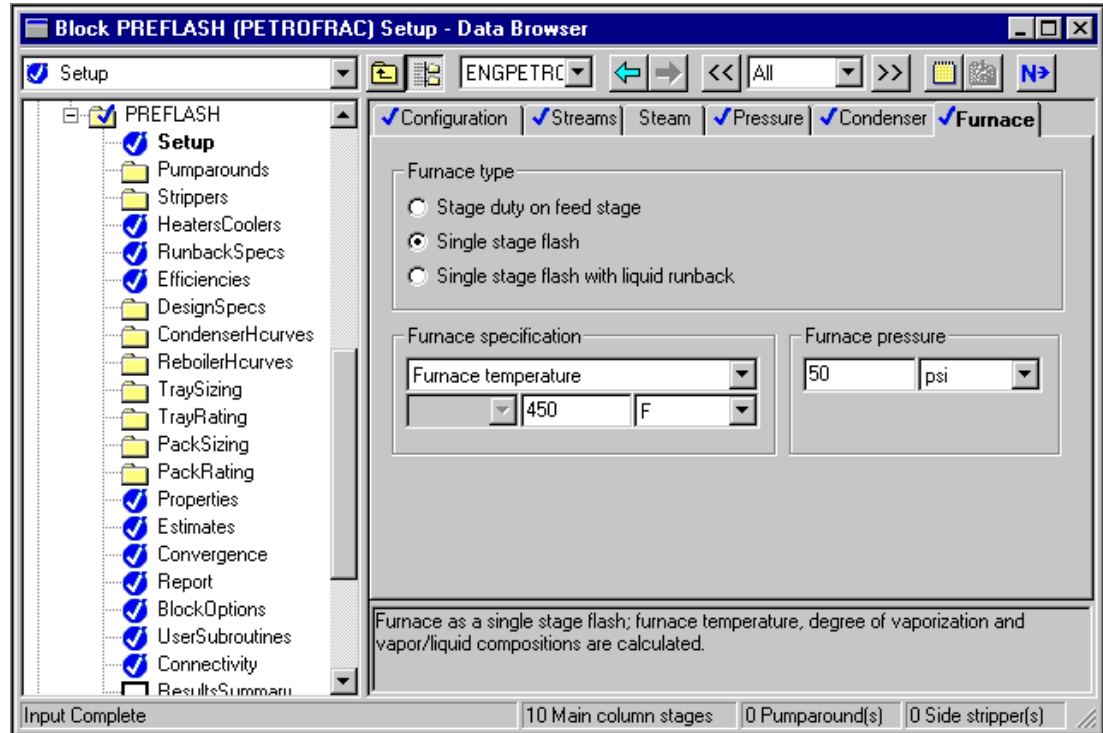 Block PREFLASH (PETROFRAC) Setup - Data Browser
Setup
ENGPETRC
<<
All
>>
N
PREFLASH
Setup
Pumparounds
Strippers
HeatersCoolers
RunbackSpecs
Efficiencies
DesignSpecs
CondenserHcurves
ReboilerHcurves
TraySizing
TrayRating
PackSizing
PackRating
Properties
Estimates
Convergence
Report
BlockOptions
UserSubroutines
Connectivity
ResultsSummary
Configuration Streams Steam Pressure Condenser Furnace
Furnace type
Stage duty on feed stage
Single stage flash
Single stage flash with liquid runback
Furnace specification
Furnace temperature
450 F
Furnace pressure
50 psi
Furnace as a single stage flash; furnace temperature, degree of vaporization and
vapor/liquid compositions are calculated.
Input Complete
10 Main column stages
0 Pumparound(s)
0 Side stripper(s)